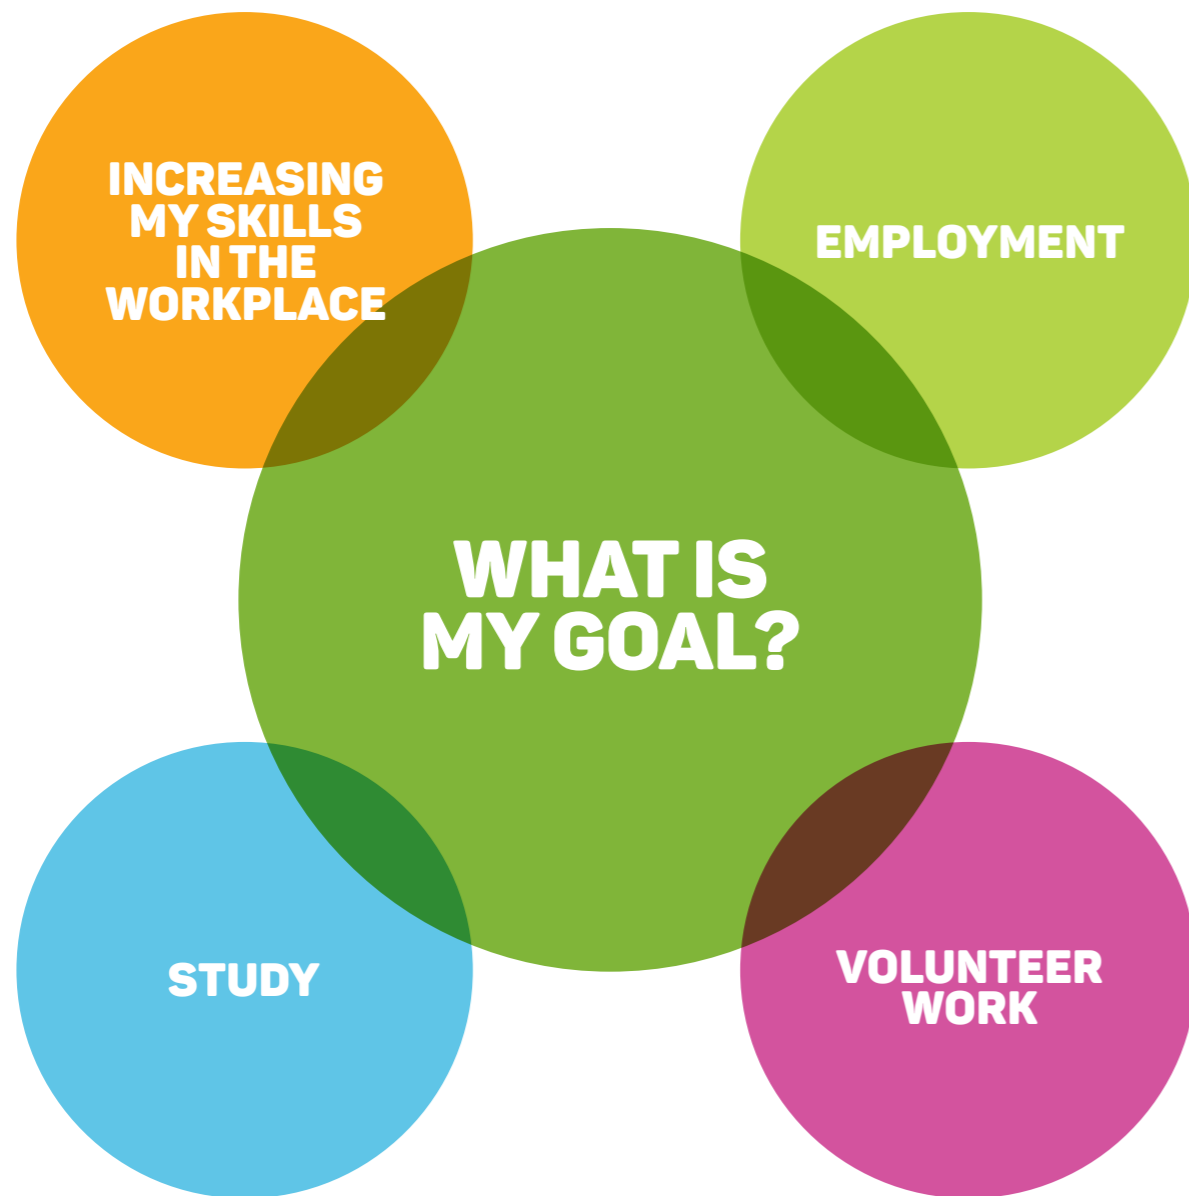 INCREASING
MY SKILLS
IN THE
WORKPLACE
EMPLOYMENT
WHAT IS
MY GOAL?
STUDY
VOLUNTEER
WORK